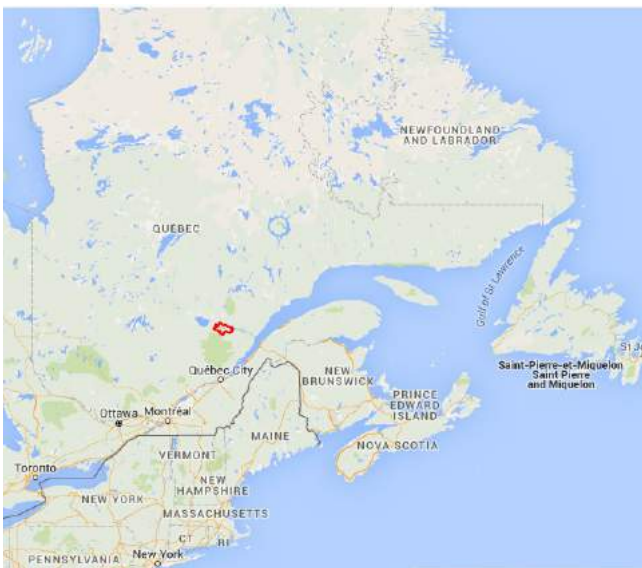 NEWFOUNDLAND
AND LABRADOR
QUÉBEC
Gulf of St Lawrence
Saint-Pierre-et-Miquelon
Saint Pierre
and Miquelon
Québec City
NEW
BRUNSWICK
PRINCE
EDWARD
ISLAND
Ottawa
Montréal
MAINE
NOVA SCOTIA
VERMONT
Toronto
NEW
HAMPSHIRE
NEW YORK
MASSACHUSETTS
CT
RI
PENNSYLVANIA
New York